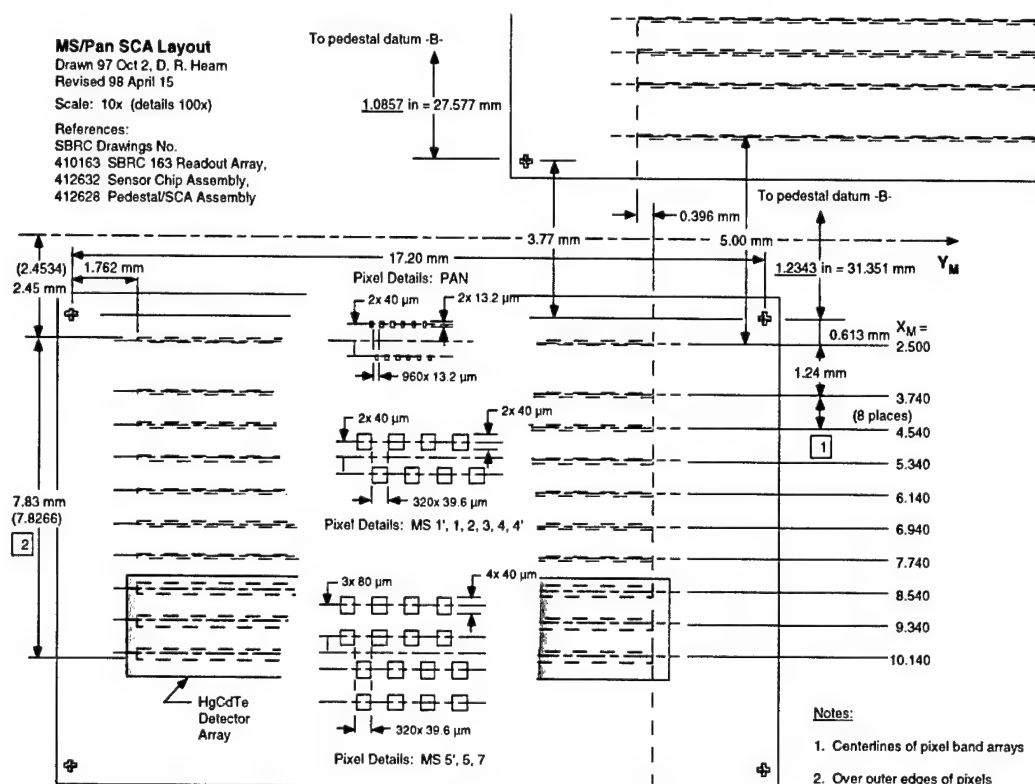 MS/Pan SCA Layout
Drawn 97 Oct 2, D. R. Hearn
Revised 98 April 15
Scale: 10x (details 100x)
References:
SBRC Drawings No.
410163 SBRC 163 Readout Array,
412632 Sensor Chip Assembly,
412628 Pedestal/SCA Assembly
To pedestal datum -B-
1.0857 in = 27.577 mm
To pedestal datum -B-
0.396 mm
3.77 mm
5.00 mm
17.20 mm
Y_M
(2.4534)
2.45 mm
1.762 mm
1.2343 in = 31.351 mm
Pixel Details: PAN
2x 40 µm
2x 13.2 µm
960x 13.2 µm
0.613 mm
X_M =
2.500
1.24 mm
3.740
(8 places)
4.540
1
5.340
6.140
6.940
7.740
8.540
9.340
10.140
2x 40 µm
2x 40 µm
320x 39.6 µm
Pixel Details: MS 1', 1, 2, 3, 4, 4'
7.83 mm
(7.8266)
2
3x 80 µm
4x 40 µm
320x 39.6 µm
Pixel Details: MS 5', 5, 7
HgCdTe
Detector
Array
Notes:
1. Centerlines of pixel band arrays
2. Over outer edges of pixels